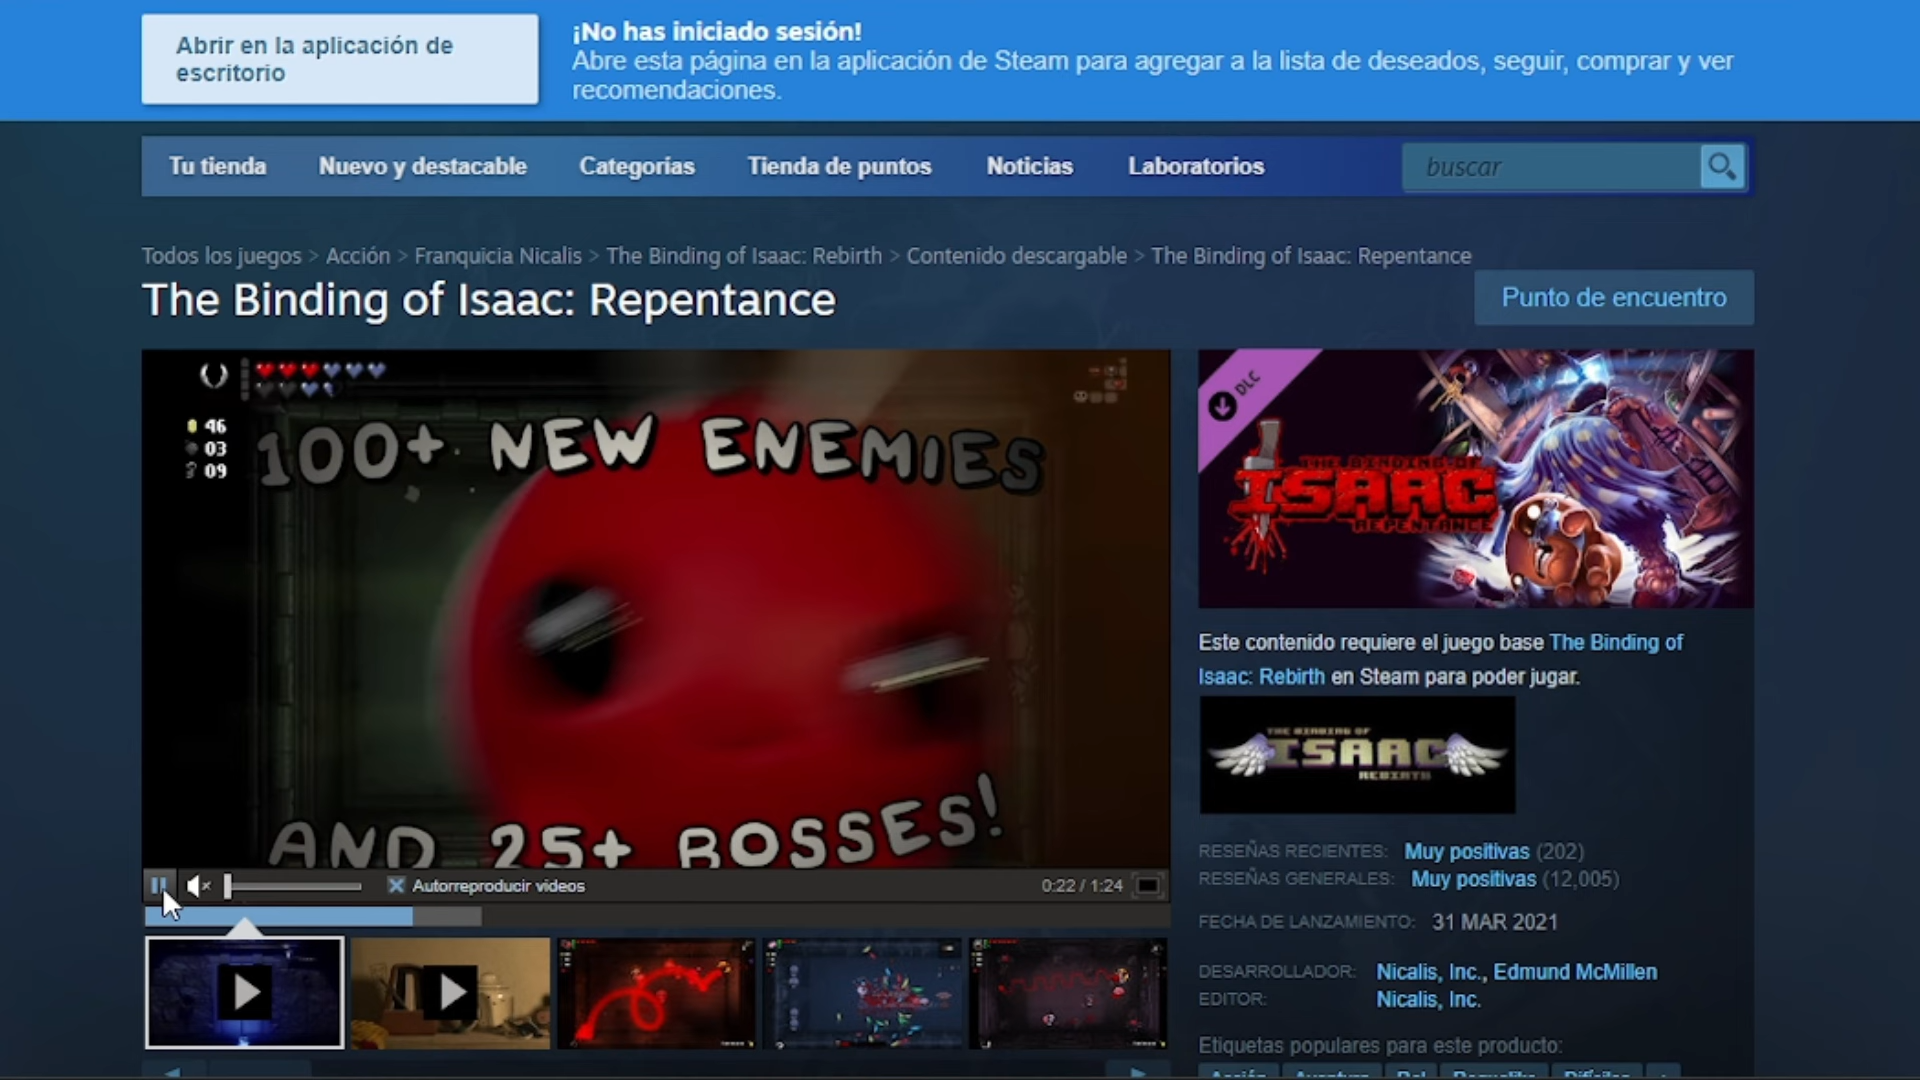 Abrir en la aplicación de
escritorio
¡No has iniciado sesión!
Abre esta página en la aplicación de Steam para agregar a la lista de deseados, seguir, comprar y ver
recomendaciones.
Tu tienda Nuevo y destacable Categorías Tienda de puntos Noticias Laboratorios buscar
Todos los juegos > Acción > Franquicia Nicalis > The Binding of Isaac: Rebirth > Contenido descargable > The Binding of Isaac: Repentance
The Binding of Isaac: Repentance
Punto de encuentro
46
03
09
100+ NEW ENEMIES
AND 25+ BOSSES!
Autorreproducir videos
0:22 / 1:24
DLC
THE BINDING OF
ISAAC
REPENTANCE
Este contenido requiere el juego base The Binding of
Isaac: Rebirth en Steam para poder jugar.
THE BINDING OF
ISAAC
REBIRTH
RESEÑAS RECIENTES: Muy positivas (202)
RESEÑAS GENERALES: Muy positivas (12,005)
FECHA DE LANZAMIENTO: 31 MAR 2021
DESARROLLADOR: Nicalis, Inc., Edmund McMillen
EDITOR: Nicalis, Inc.
Etiquetas populares para este producto:
Acción Aventura Rol Roguelike Difíciles +